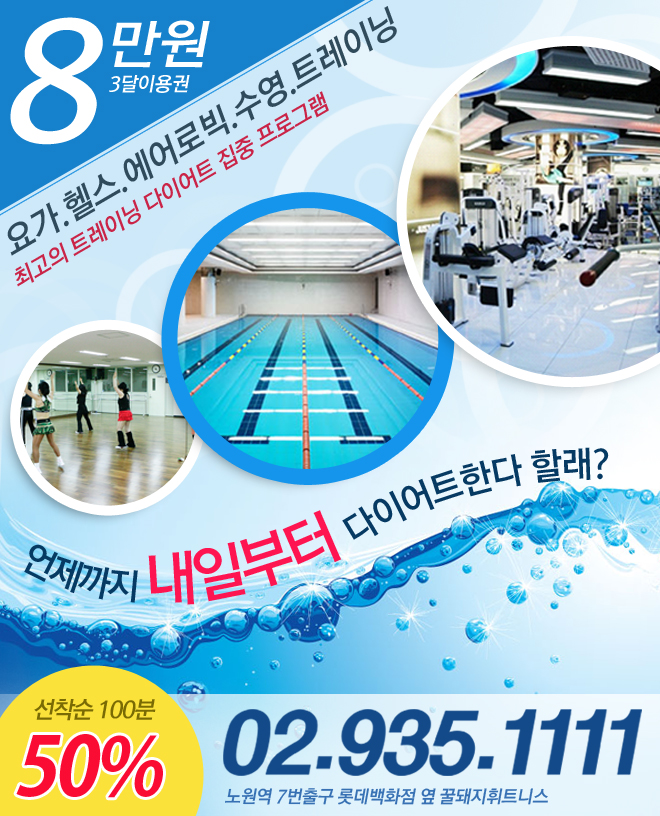 8만원
3달이용권
요가.헬스.에어로빅.수영.트레이닝
최고의 트레이닝 다이어트 집중 프로그램
언제까지 내일부터 다이어트한다 할래?
선착순 100분
50%
02.935.1111
노원역 7번출구 롯데백화점 옆 꿀돼지휘트니스